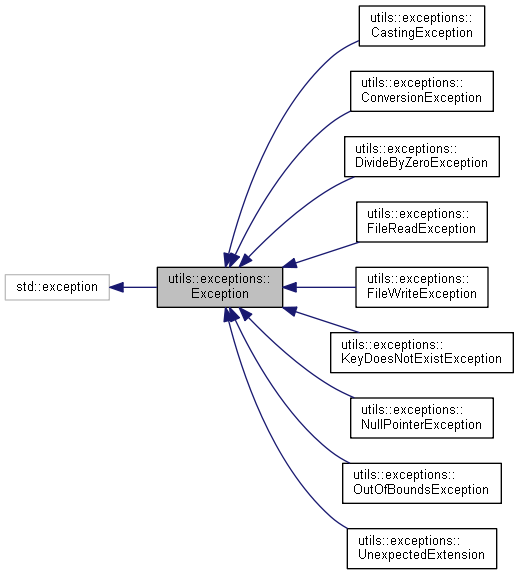 utils::exceptions::
CastingException
utils::exceptions::
ConversionException
utils::exceptions::
DivideByZeroException
utils::exceptions::
FileReadException
std::exception
utils::exceptions::
Exception
utils::exceptions::
FileWriteException
utils::exceptions::
KeyDoesNotExistException
utils::exceptions::
NullPointerException
utils::exceptions::
OutOfBoundsException
utils::exceptions::
UnexpectedExtension